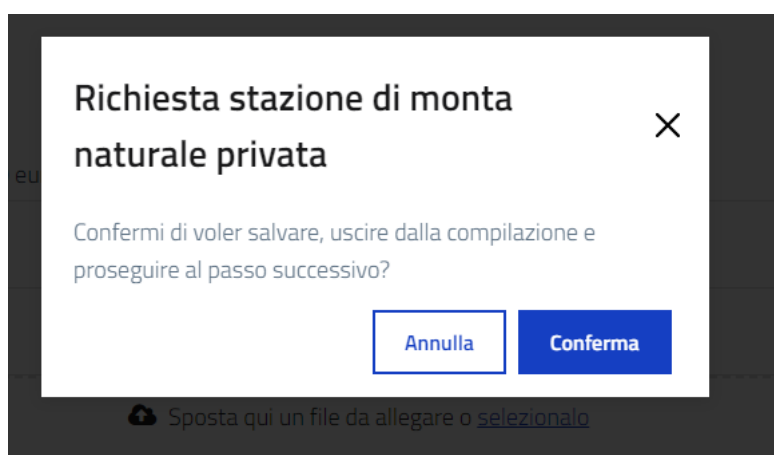 Richiesta stazione di monta
naturale privata
eu
Confermi di voler salvare, uscire dalla compilazione e
proseguire al passo successivo?
Annulla
Conferma
Sposta qui un file da allegare o selezionalo